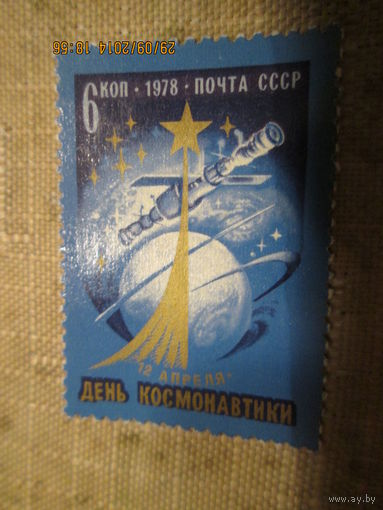 29/09/2014 18:56
6 КОП · 1978 · ПОЧТА СССР
12 АПРЕЛЯ
ДЕНЬ КОСМОНАВТИКИ
www.ay.by